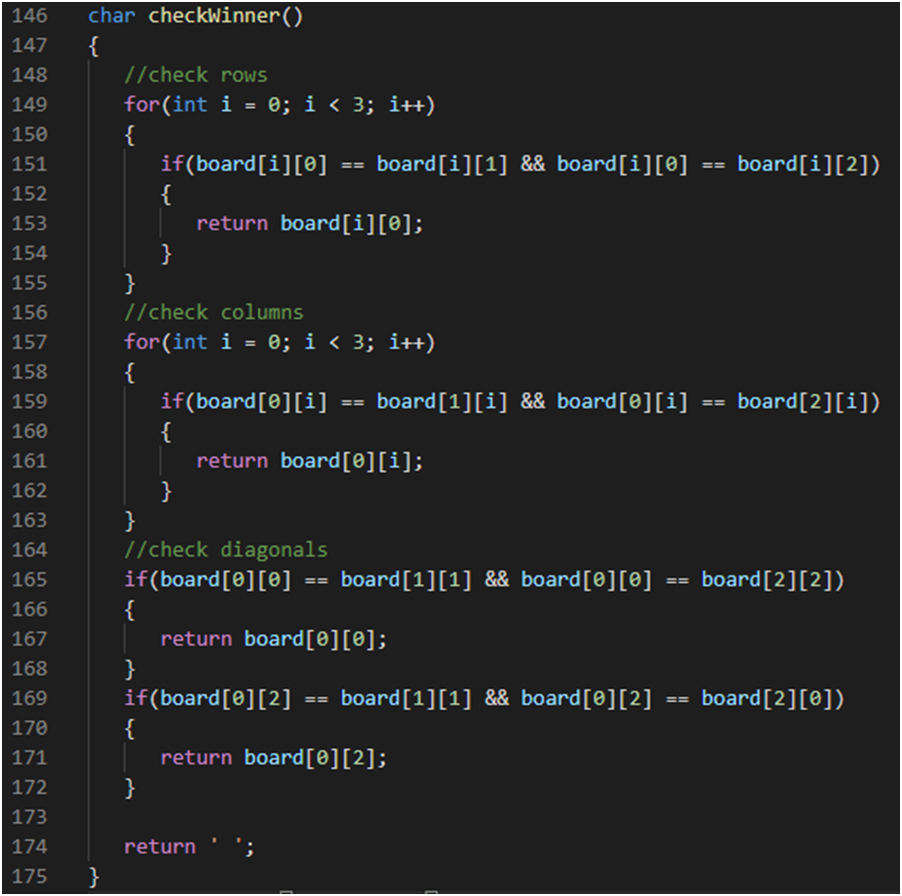 146 char checkWinner()
147 {
148 //check rows
149 for(int i = 0; i < 3; i++)
150 {
151 if(board[i][0] == board[i][1] && board[i][0] == board[i][2])
152 {
153 return board[i][0];
154 }
155 }
156 //check columns
157 for(int i = 0; i < 3; i++)
158 {
159 if(board[0][i] == board[1][i] && board[0][i] == board[2][i])
160 {
161 return board[0][i];
162 }
163 }
164 //check diagonals
165 if(board[0][0] == board[1][1] && board[0][0] == board[2][2])
166 {
167 return board[0][0];
168 }
169 if(board[0][2] == board[1][1] && board[0][2] == board[2][0])
170 {
171 return board[0][2];
172 }
173
174 return ' ';
175 }